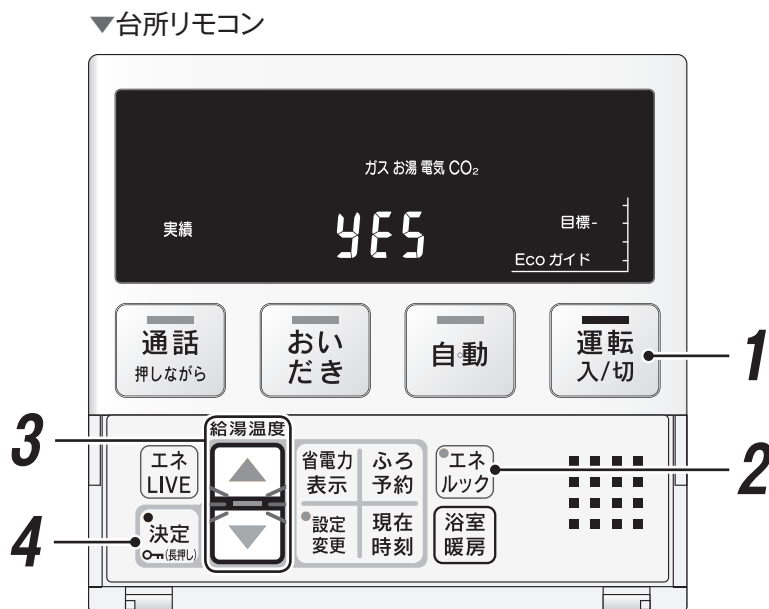 ▼台所リモコン
ガス お湯 電気 CO₂
実績
YES
目標-
Eco ガイド
通話
押しながら
おい
だき
自動
運転
入/切
1
3
給湯温度
エネ
LIVE
省電力
表示
ふろ
予約
エネ
ルック
2
4
決定
(長押し)
設定
変更
現在
時刻
浴室
暖房